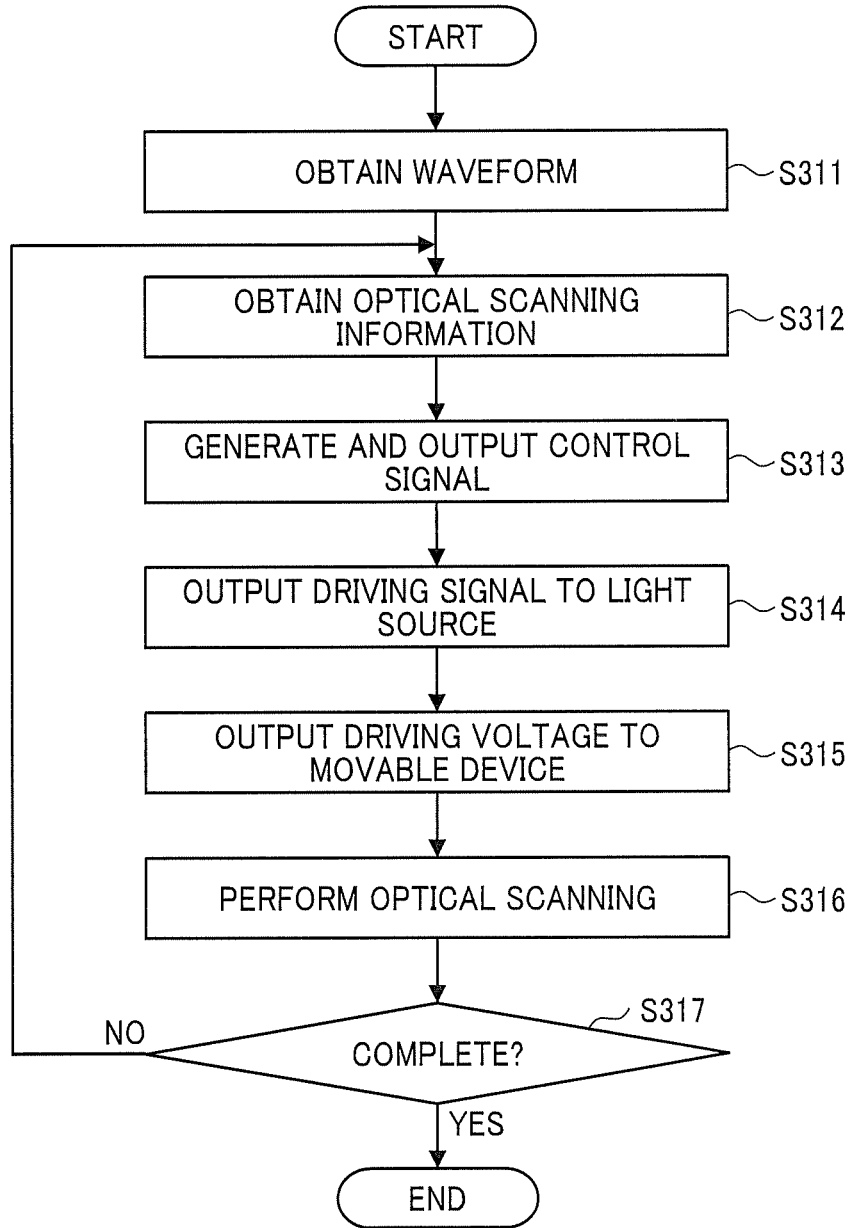 START
OBTAIN WAVEFORM
S311
OBTAIN OPTICAL SCANNING
INFORMATION
S312
GENERATE AND OUTPUT CONTROL
SIGNAL
S313
OUTPUT DRIVING SIGNAL TO LIGHT
SOURCE
S314
OUTPUT DRIVING VOLTAGE TO
MOVABLE DEVICE
S315
PERFORM OPTICAL SCANNING
S316
S317
NO
COMPLETE?
YES
END